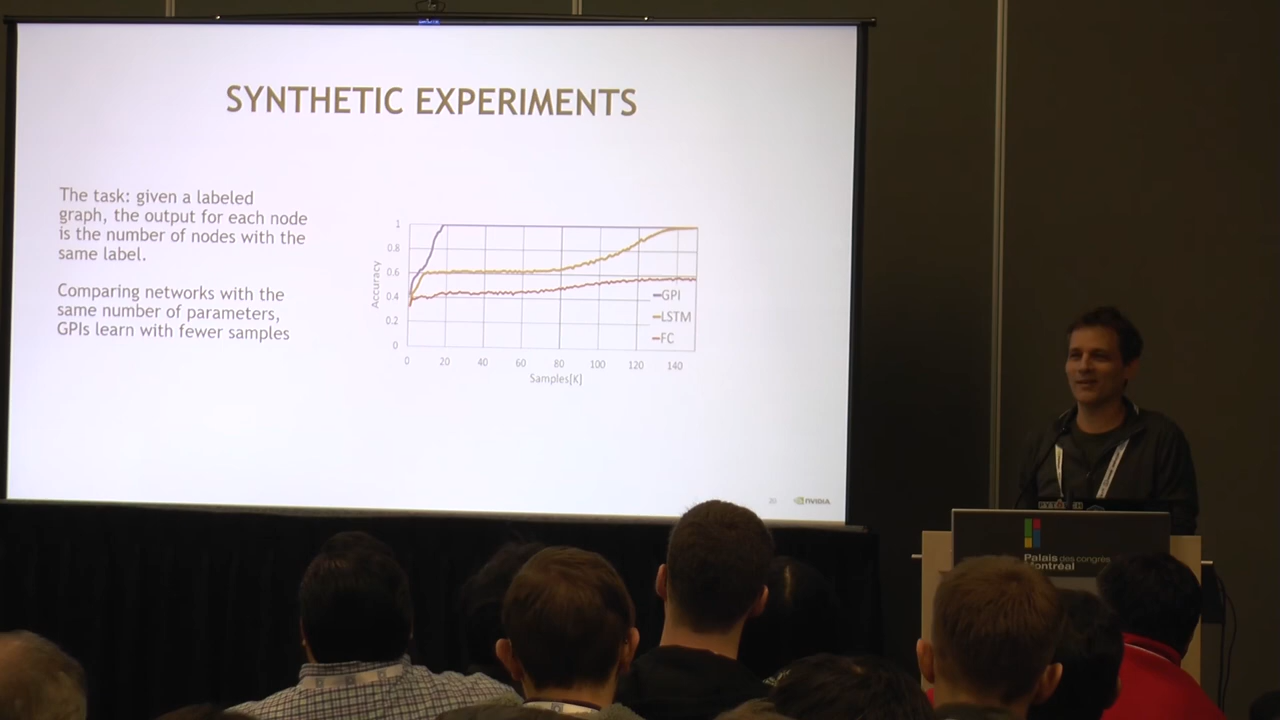 SYNTHETIC EXPERIMENTS
The task: given a labeled
graph, the output for each node
is the number of nodes with the
same label.
Comparing networks with the
same number of parameters,
GPIs learn with fewer samples
Accuracy
1
0.8
0.6
0.4
0.2
0
GPI
LSTM
FC
0 20 40 60 80 100 120 140
Samples[K]
20
NVIDIA
Palais des congrès
Montréal